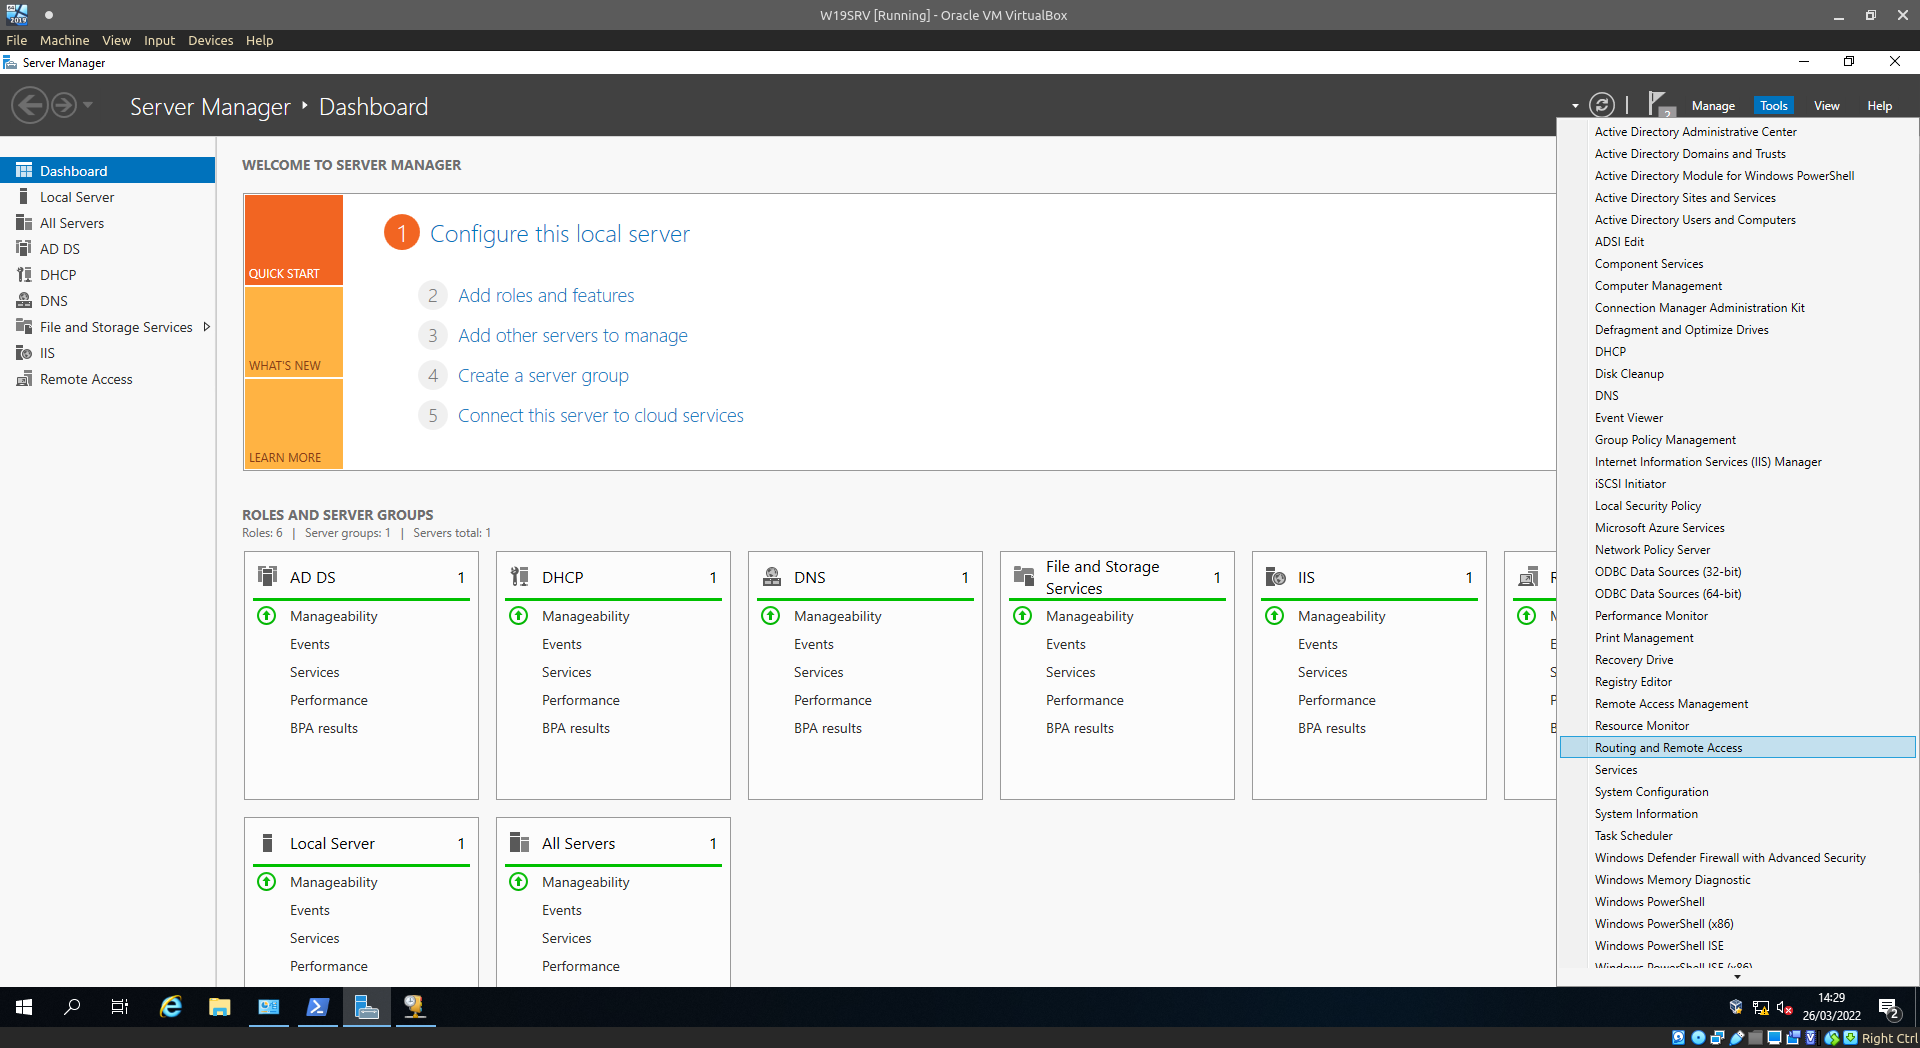 W19SRV [Running] - Oracle VM VirtualBox
File Machine View Input Devices Help
Server Manager
Server Manager Dashboard
Manage Tools View Help
Dashboard
Local Server
All Servers
AD DS
DHCP
DNS
File and Storage Services
IIS
Remote Access
WELCOME TO SERVER MANAGER
QUICK START
WHAT'S NEW
LEARN MORE
1 Configure this local server
2 Add roles and features
3 Add other servers to manage
4 Create a server group
5 Connect this server to cloud services
ROLES AND SERVER GROUPS
Roles: 6 | Server groups: 1 | Servers total: 1
AD DS 1
Manageability
Events
Services
Performance
BPA results
DHCP 1
Manageability
Events
Services
Performance
BPA results
DNS 1
Manageability
Events
Services
Performance
BPA results
File and Storage
Services 1
Manageability
Events
Services
Performance
BPA results
IIS 1
Manageability
Events
Services
Performance
BPA results
Local Server 1
Manageability
Events
Services
Performance
All Servers 1
Manageability
Events
Services
Performance
Active Directory Administrative Center
Active Directory Domains and Trusts
Active Directory Module for Windows PowerShell
Active Directory Sites and Services
Active Directory Users and Computers
ADSI Edit
Component Services
Computer Management
Connection Manager Administration Kit
Defragment and Optimize Drives
DHCP
Disk Cleanup
DNS
Event Viewer
Group Policy Management
Internet Information Services (IIS) Manager
iSCSI Initiator
Local Security Policy
Microsoft Azure Services
Network Policy Server
ODBC Data Sources (32-bit)
ODBC Data Sources (64-bit)
Performance Monitor
Print Management
Recovery Drive
Registry Editor
Remote Access Management
Resource Monitor
Routing and Remote Access
Services
System Configuration
System Information
Task Scheduler
Windows Defender Firewall with Advanced Security
Windows Memory Diagnostic
Windows PowerShell
Windows PowerShell (x86)
Windows PowerShell ISE
Windows PowerShell ISE (x86)
14:29
26/03/2022
2
Right Ctrl